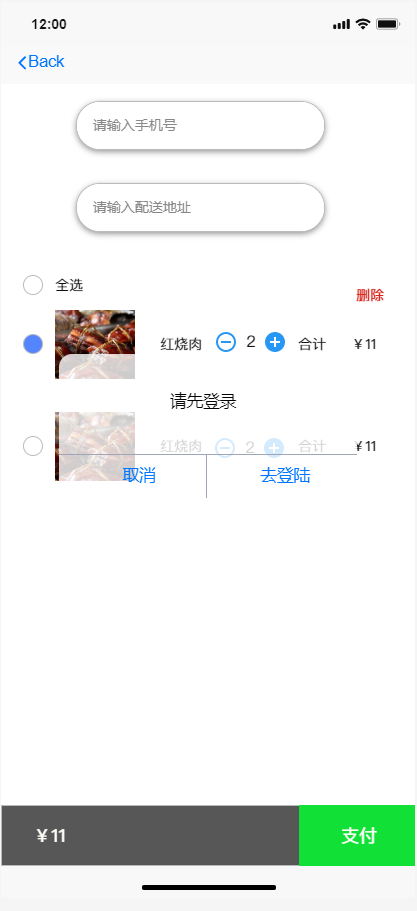 12:00
Back
请输入手机号
请输入配送地址
全选
删除
红烧肉 2 合计 ￥11
请先登录
红烧肉 2 合计 ￥11
取消 去登陆
￥11 支付